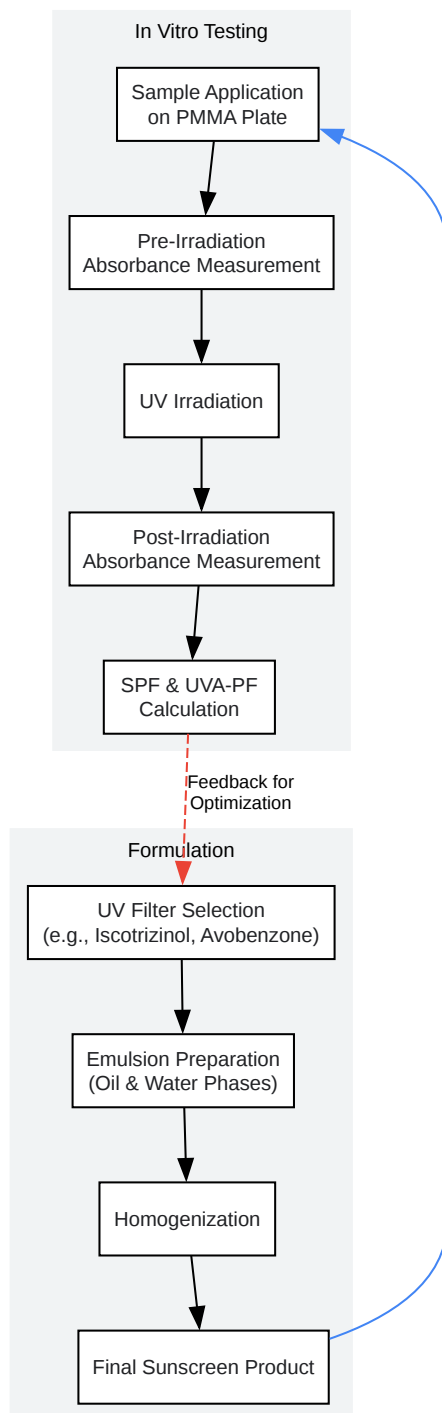 In Vitro Testing
Sample Application
on PMMA Plate
Pre-Irradiation
Absorbance Measurement
UV Irradiation
Post-Irradiation
Absorbance Measurement
SPF & UVA-PF
Calculation
Feedback for
Optimization
Formulation
UV Filter Selection
(e.g., Iscotrizinol, Avobenzone)
Emulsion Preparation
(Oil & Water Phases)
Homogenization
Final Sunscreen Product